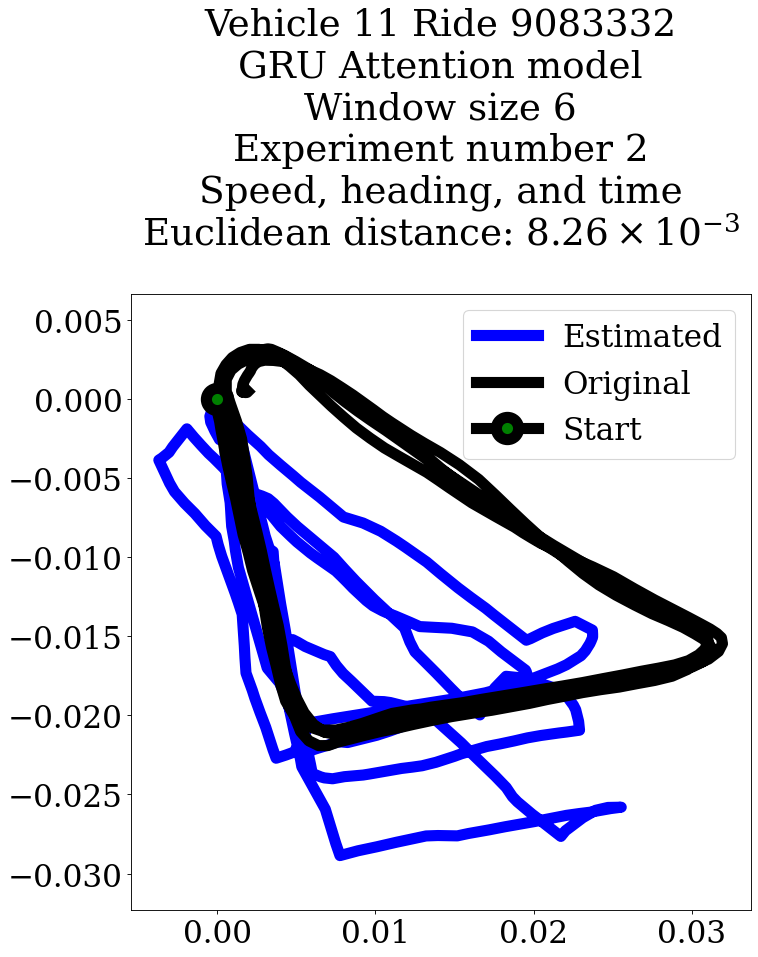 Vehicle 11 Ride 9083332
GRU Attention model
Window size 6
Experiment number 2
Speed, heading, and time
Euclidean distance: 8.26 × 10⁻³
Estimated
Original
Start
0.005
0.000
−0.005
−0.010
−0.015
−0.020
−0.025
−0.030
0.00 0.01 0.02 0.03